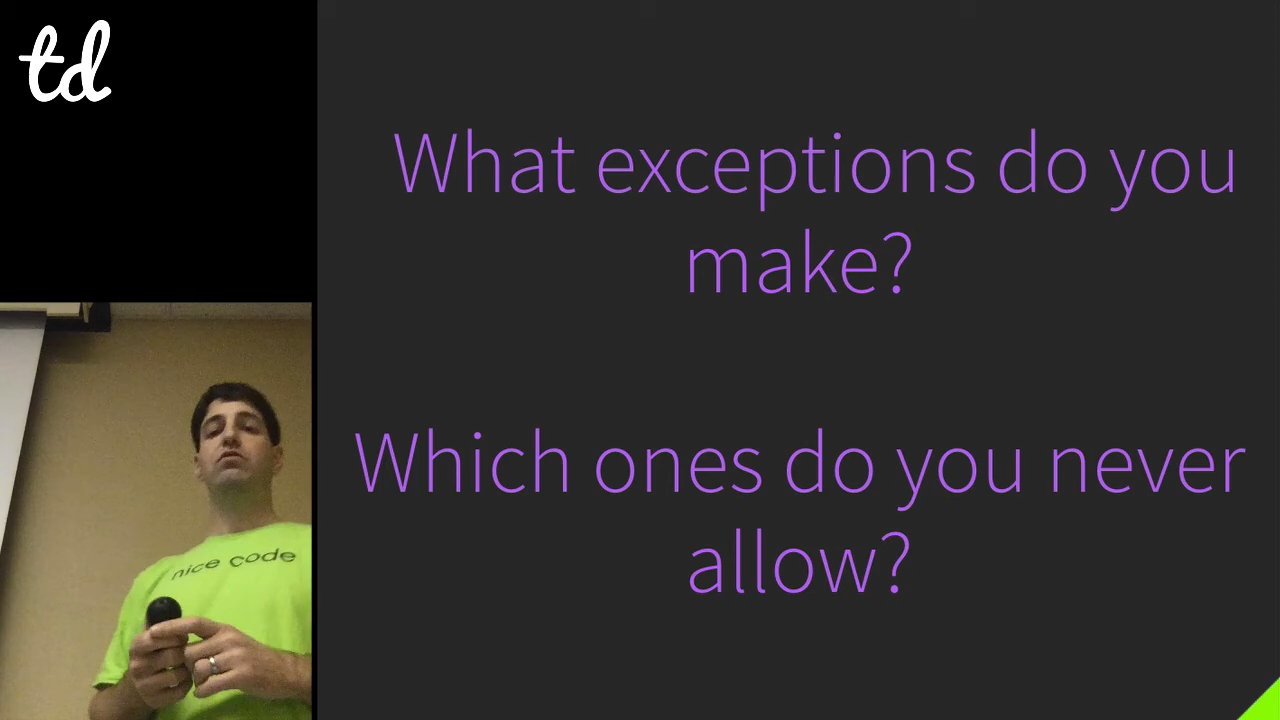 td
What exceptions do you
make?
Which ones do you never
allow?
nice code